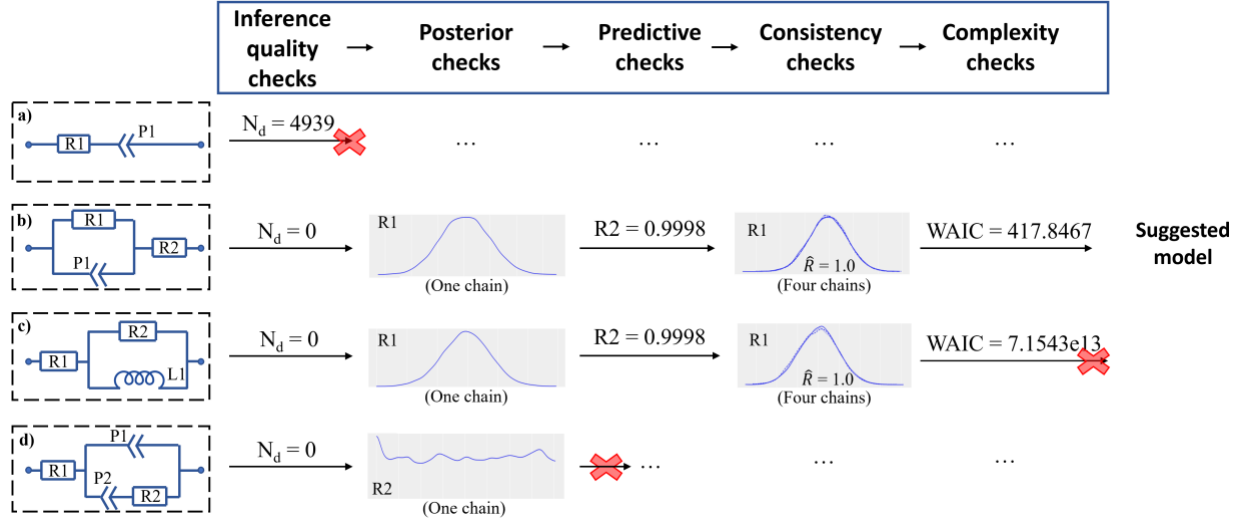 Inference
quality
checks
Posterior
checks
Predictive
checks
Consistency
checks
Complexity
checks
a)
R1
P1
N_d = 4939
...
...
...
...
b)
R1
R2
P1
N_d = 0
R1
(One chain)
R2 = 0.9998
R1
R̂ = 1.0
(Four chains)
WAIC = 417.8467
Suggested
model
c)
R2
R1
L1
N_d = 0
R1
(One chain)
R2 = 0.9998
R1
R̂ = 1.0
(Four chains)
WAIC = 7.1543e13
d)
P1
R1
P2
R2
N_d = 0
R2
(One chain)
...
...
...